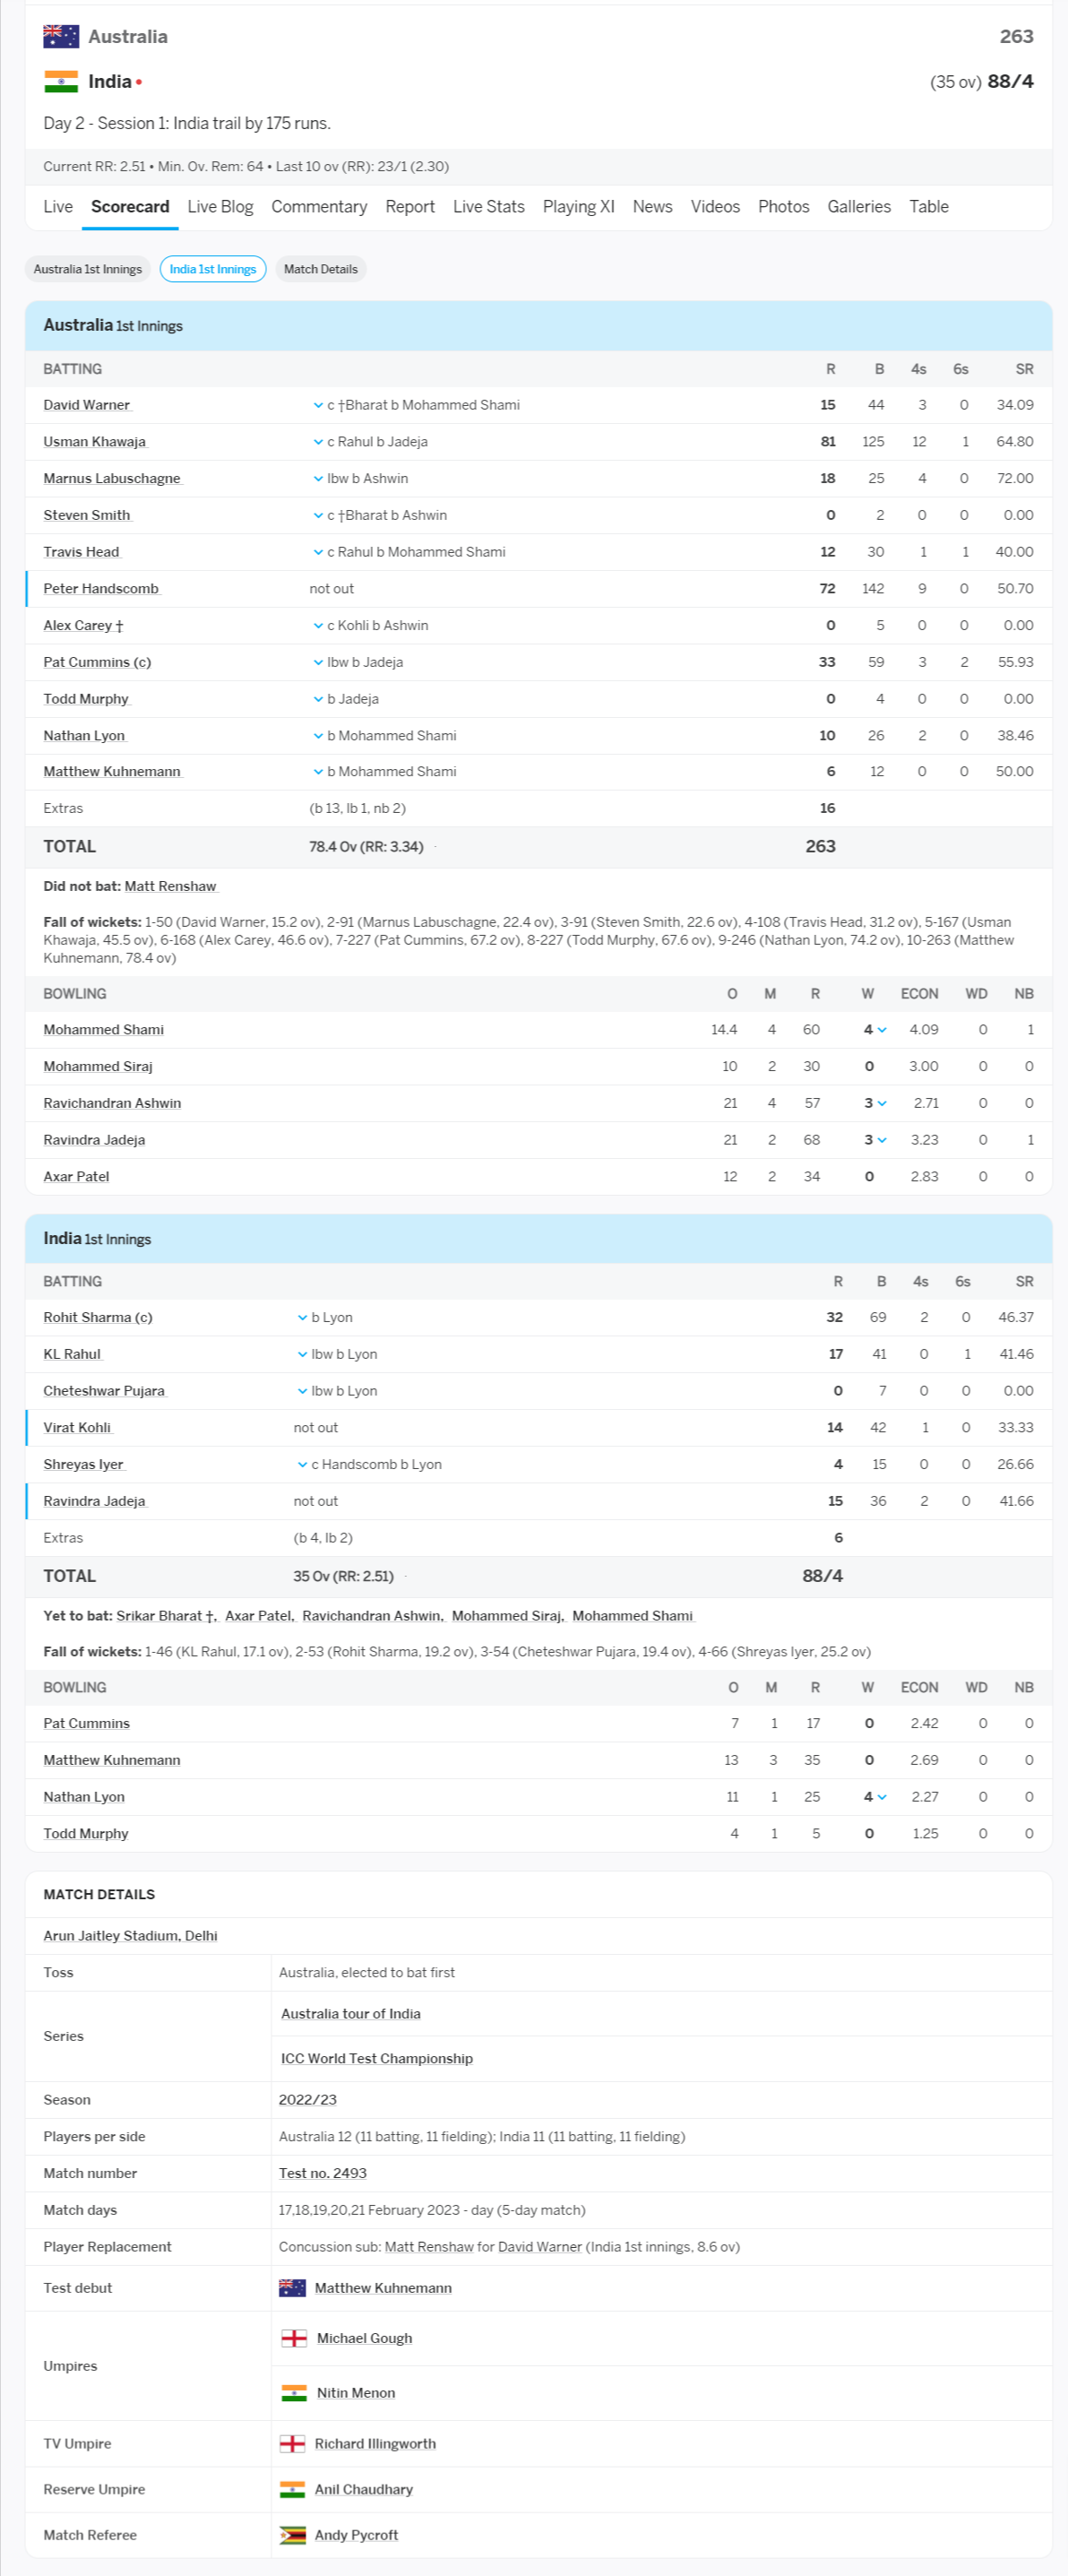 Australia 263
India • (35 ov) 88/4
Day 2 - Session 1: India trail by 175 runs.
Current RR: 2.51 • Min. Ov. Rem: 64 • Last 10 ov (RR): 23/1 (2.30)
Live Scorecard Live Blog Commentary Report Live Stats Playing XI News Videos Photos Galleries Table
Australia 1st Innings India 1st Innings Match Details
Australia 1st Innings
BATTING R B 4s 6s SR
David Warner c †Bharat b Mohammed Shami 15 44 3 0 34.09
Usman Khawaja c Rahul b Jadeja 81 125 12 1 64.80
Marnus Labuschagne lbw b Ashwin 18 25 4 0 72.00
Steven Smith c †Bharat b Ashwin 0 2 0 0 0.00
Travis Head c Rahul b Mohammed Shami 12 30 1 1 40.00
Peter Handscomb not out 72 142 9 0 50.70
Alex Carey † c Kohli b Ashwin 0 5 0 0 0.00
Pat Cummins (c) lbw b Jadeja 33 59 3 2 55.93
Todd Murphy b Jadeja 0 4 0 0 0.00
Nathan Lyon b Mohammed Shami 10 26 2 0 38.46
Matthew Kuhnemann b Mohammed Shami 6 12 0 0 50.00
Extras (b 13, lb 1, nb 2) 16
TOTAL 78.4 Ov (RR: 3.34) 263
Did not bat: Matt Renshaw
Fall of wickets: 1-50 (David Warner, 15.2 ov), 2-91 (Marnus Labuschagne, 22.4 ov), 3-91 (Steven Smith, 22.6 ov), 4-108 (Travis Head, 31.2 ov), 5-167 (Usman
Khawaja, 45.5 ov), 6-168 (Alex Carey, 46.6 ov), 7-227 (Pat Cummins, 67.2 ov), 8-227 (Todd Murphy, 67.6 ov), 9-246 (Nathan Lyon, 74.2 ov), 10-263 (Matthew
Kuhnemann, 78.4 ov)
BOWLING O M R W ECON WD NB
Mohammed Shami 14.4 4 60 4 4.09 0 1
Mohammed Siraj 10 2 30 0 3.00 0 0
Ravichandran Ashwin 21 4 57 3 2.71 0 0
Ravindra Jadeja 21 2 68 3 3.23 0 1
Axar Patel 12 2 34 0 2.83 0 0
India 1st Innings
BATTING R B 4s 6s SR
Rohit Sharma (c) b Lyon 32 69 2 0 46.37
KL Rahul lbw b Lyon 17 41 0 1 41.46
Cheteshwar Pujara lbw b Lyon 0 7 0 0 0.00
Virat Kohli not out 14 42 1 0 33.33
Shreyas Iyer c Handscomb b Lyon 4 15 0 0 26.66
Ravindra Jadeja not out 15 36 2 0 41.66
Extras (b 4, lb 2) 6
TOTAL 35 Ov (RR: 2.51) 88/4
Yet to bat: Srikar Bharat †, Axar Patel, Ravichandran Ashwin, Mohammed Siraj, Mohammed Shami
Fall of wickets: 1-46 (KL Rahul, 17.1 ov), 2-53 (Rohit Sharma, 19.2 ov), 3-54 (Cheteshwar Pujara, 19.4 ov), 4-66 (Shreyas Iyer, 25.2 ov)
BOWLING O M R W ECON WD NB
Pat Cummins 7 1 17 0 2.42 0 0
Matthew Kuhnemann 13 3 35 0 2.69 0 0
Nathan Lyon 11 1 25 4 2.27 0 0
Todd Murphy 4 1 5 0 1.25 0 0
MATCH DETAILS
Arun Jaitley Stadium, Delhi
Toss Australia, elected to bat first
Series
Australia tour of India
ICC World Test Championship
Season 2022/23
Players per side Australia 12 (11 batting, 11 fielding); India 11 (11 batting, 11 fielding)
Match number Test no. 2493
Match days 17,18,19,20,21 February 2023 - day (5-day match)
Player Replacement Concussion sub: Matt Renshaw for David Warner (India 1st innings, 8.6 ov)
Test debut Matthew Kuhnemann
Umpires
Michael Gough
Nitin Menon
TV Umpire Richard Illingworth
Reserve Umpire Anil Chaudhary
Match Referee Andy Pycroft